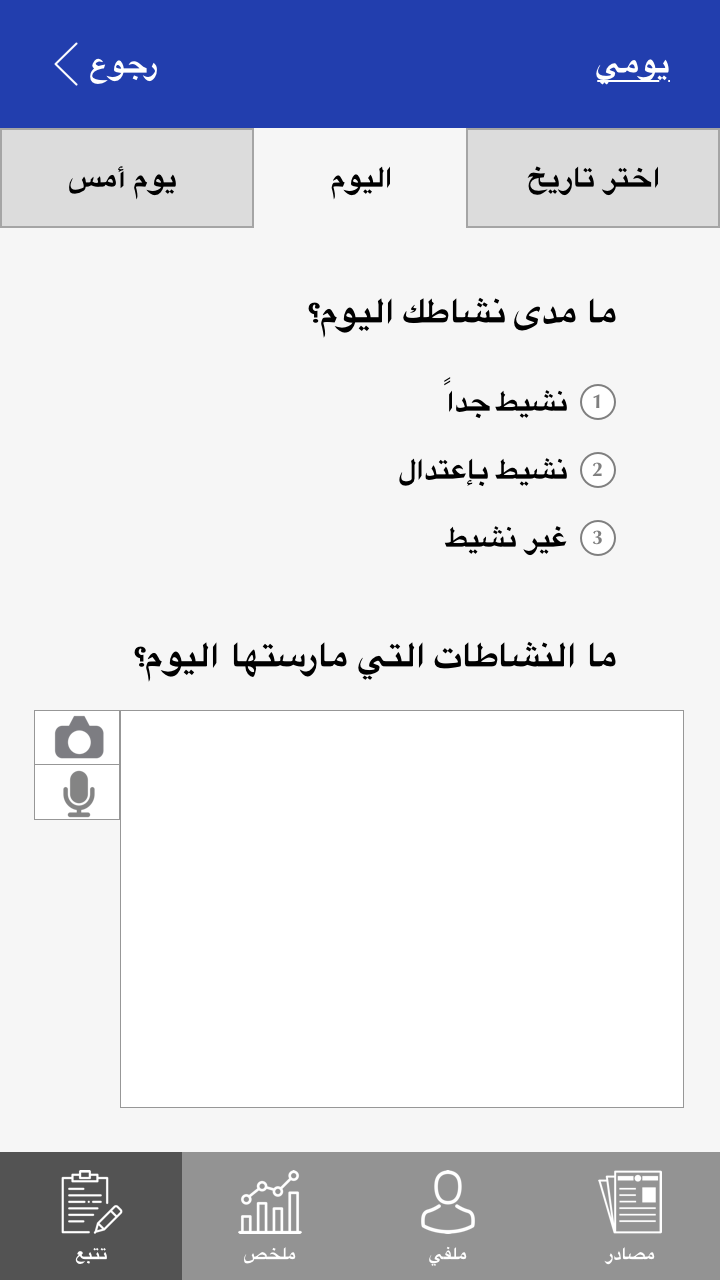 يومي
رجوع
اختر تاريخ
اليوم
يوم أمس
ما مدى نشاطك اليوم؟
1 نشيط جداً
2 نشيط بإعتدال
3 غير نشيط
ما النشاطات التي مارستها اليوم؟
مصادر
ملفي
ملخص
تتبع